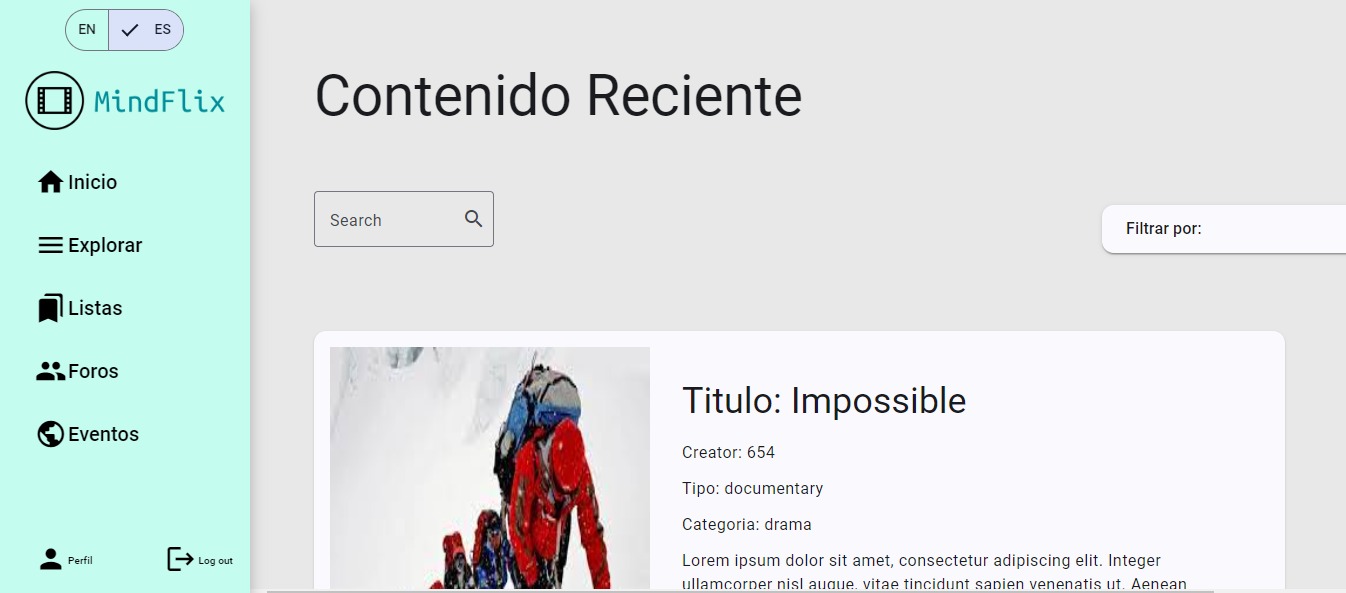 EN ES
MindFlix
Inicio
Explorar
Listas
Foros
Eventos
Perfil
Log out
Contenido Reciente
Search
Filtrar por:
Titulo: Impossible
Creator: 654
Tipo: documentary
Categoria: drama
Lorem ipsum dolor sit amet, consectetur adipiscing elit. Integer
ullamcorper nisl augue, vitae tincidunt sapien venenatis ut. Aenean